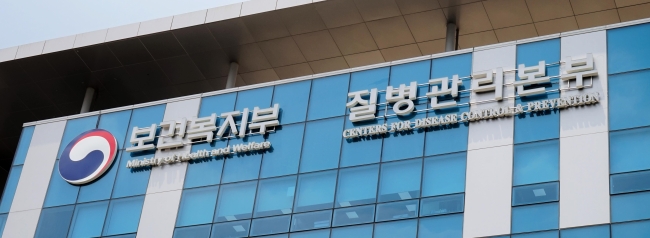 보건복지부
Ministry of Health and Welfare
질병관리본부
CENTERS FOR DISEASE CONTROL & PREVENTION